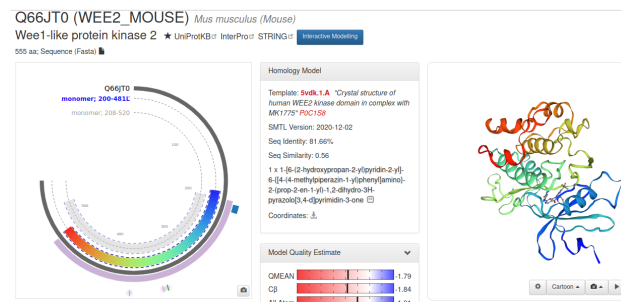 Q66JT0 (WEE2_MOUSE) Mus musculus (Mouse)
Wee1-like protein kinase 2 ★ UniProtKB InterPro STRING Interactive Modelling
555 aa; Sequence (Fasta)
Q66JT0
monomer; 200-481L
monomer; 208-520
100
Homology Model
Template: 5vdk.1.A "Crystal structure of
human WEE2 kinase domain in complex with
MK1775" P0C1S8
SMTL Version: 2020-12-02
Seq Identity: 81.66%
Seq Similarity: 0.56
1 x 1-[6-(2-hydroxypropan-2-yl)pyridin-2-yl]-
6-{[4-(4-methylpiperazin-1-yl)phenyl]amino}-
2-(prop-2-en-1-yl)-1,2-dihydro-3H-
pyrazolo[3,4-d]pyrimidin-3-one
Coordinates:
Model Quality Estimate
QMEAN -1.79
Cβ -1.84
Cartoon